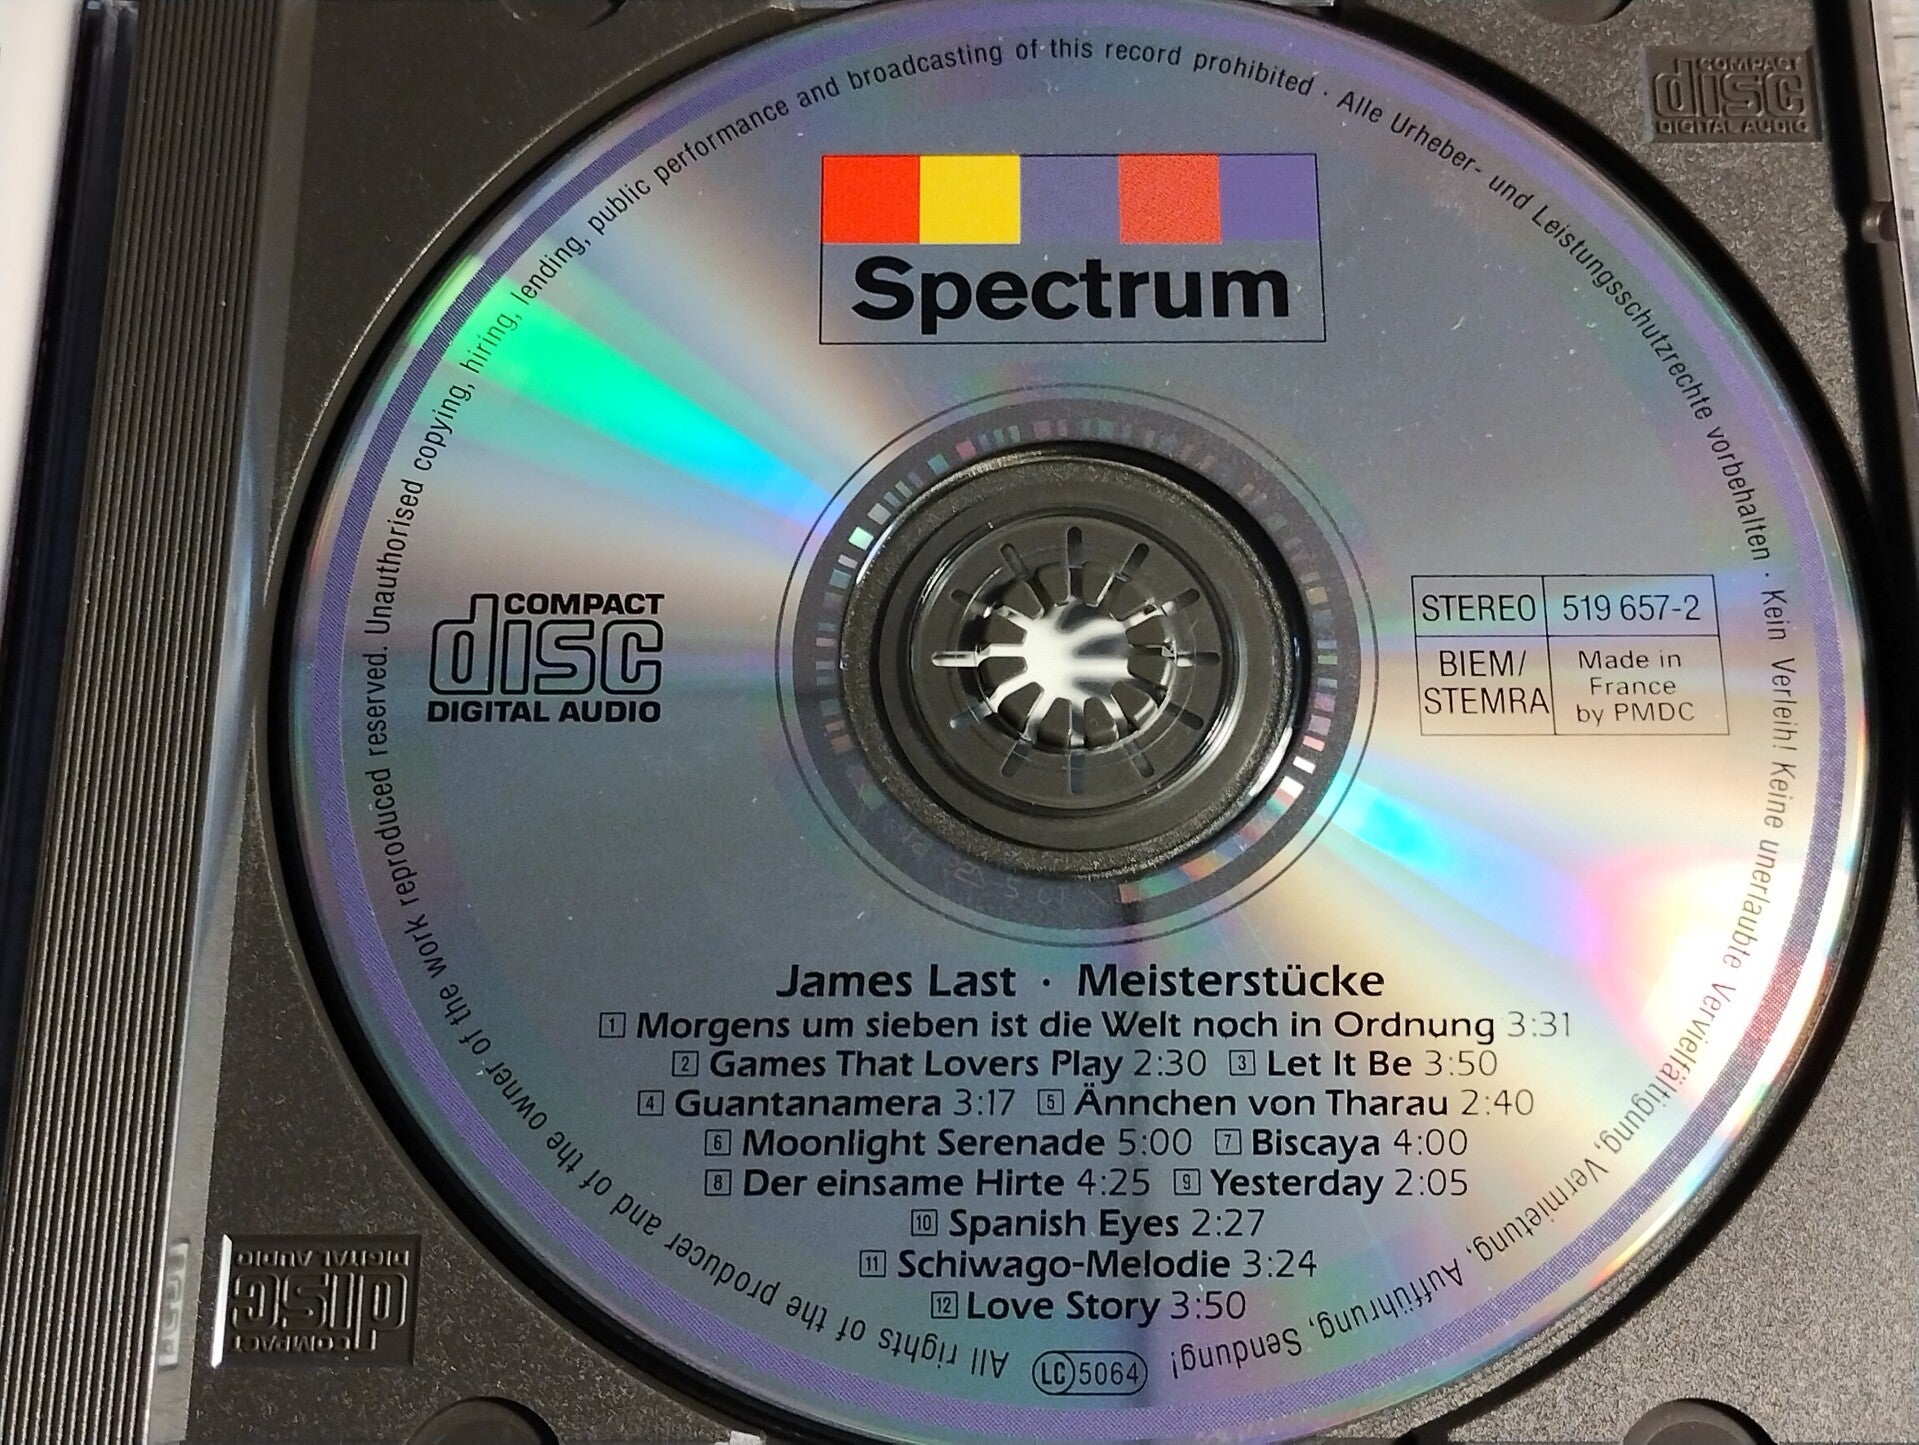 All rights of the producer and of the owner of the work reproduced reserved. Unauthorised copying, hiring, lending, public performance and broadcasting of this record prohibited · Alle Urheber- und Leistungsschutzrechte vorbehalten · Kein Verleih! Keine unerlaubte Vervielfältigung, Vermietung, Aufführung, Sendung!
COMPACT
disc
DIGITAL AUDIO
Spectrum
COMPACT
disc
DIGITAL AUDIO
STEREO 519 657-2
BIEM/
STEMRA
Made in
France
by PMDC
James Last · Meisterstücke
1 Morgens um sieben ist die Welt noch in Ordnung 3:31
2 Games That Lovers Play 2:30 3 Let It Be 3:50
4 Guantanamera 3:17 5 Ännchen von Tharau 2:40
6 Moonlight Serenade 5:00 7 Biscaya 4:00
8 Der einsame Hirte 4:25 9 Yesterday 2:05
10 Spanish Eyes 2:27
11 Schiwago-Melodie 3:24
12 Love Story 3:50
LC 5064
COMPACT
disc
DIGITAL AUDIO